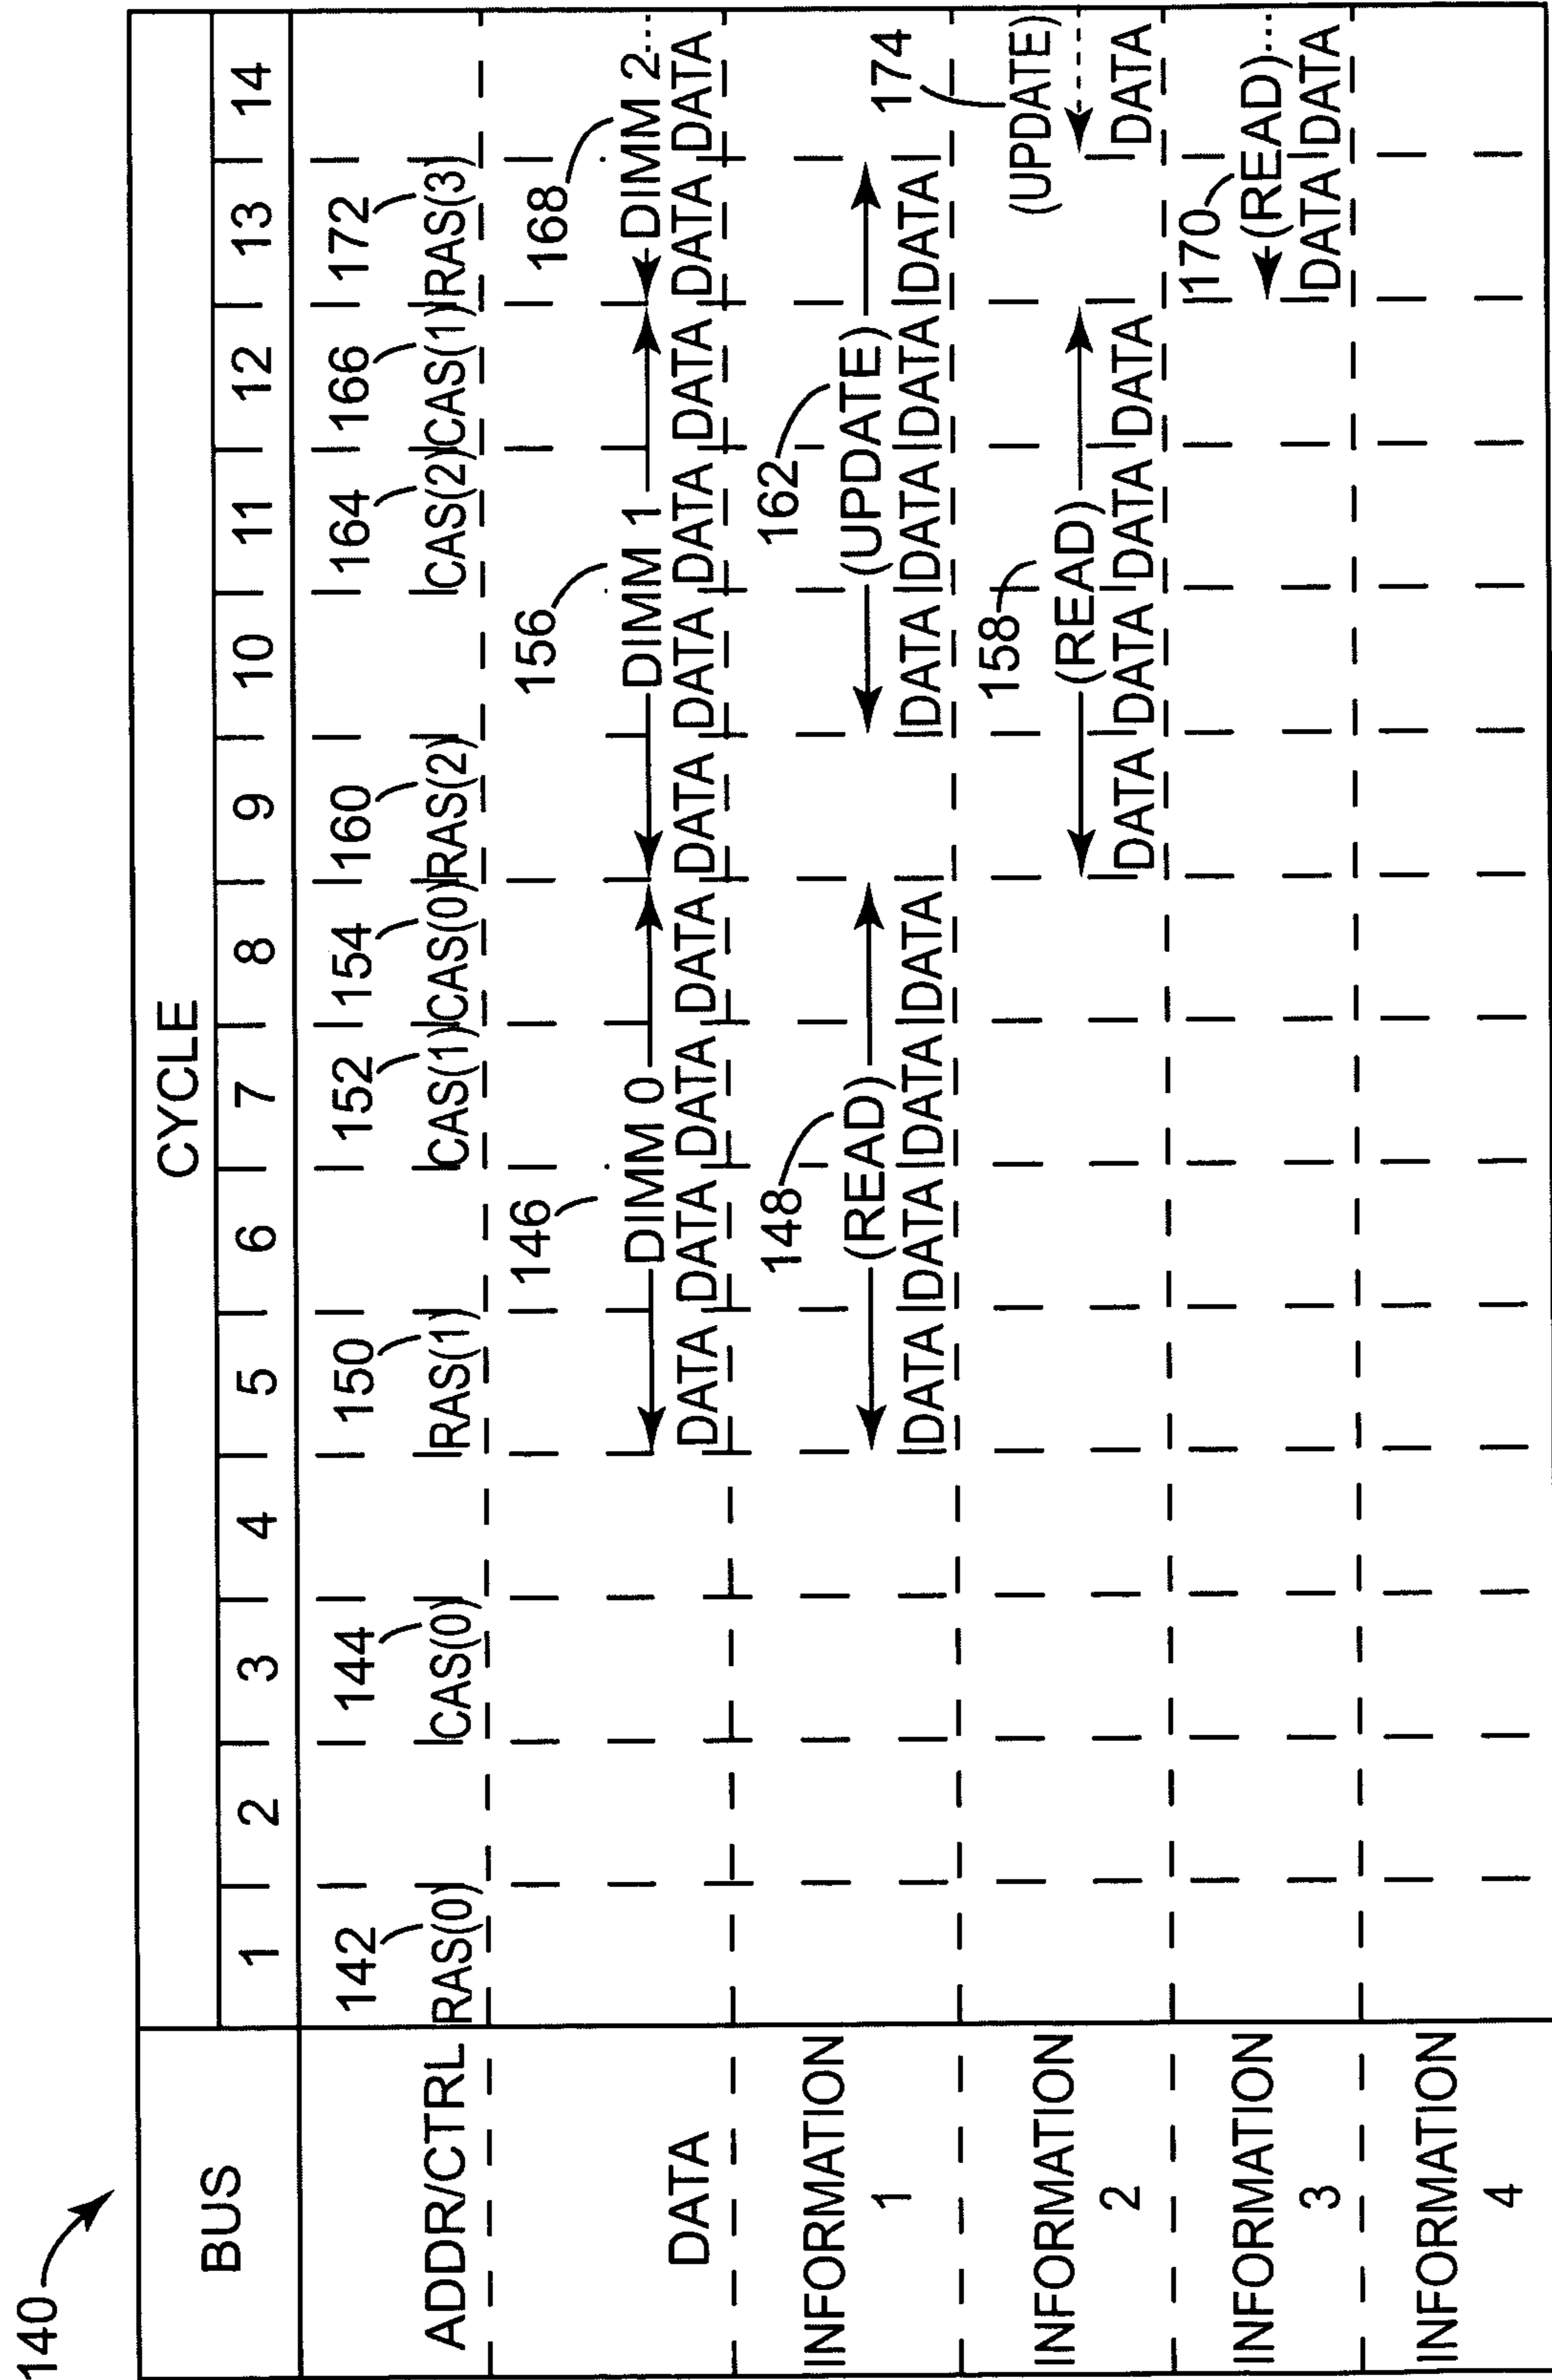 140
BUS
CYCLE
1 2 3 4 5 6 7 8 9 10 11 12 13 14
142 144 150 152 154 160 164 166 172
ADDR/CTRL RAS(0) CAS(0) RAS(1) CAS(1) CAS(0) RAS(2) CAS(2) CAS(1) RAS(3)
146 156 168
DIMM 0 DIMM 1 DIMM 2...
DATA DATA DATA DATA DATA DATA DATA DATA DATA DATA DATA
148 162 174
INFORMATION (READ) (UPDATE)
1 DATA DATA DATA DATA DATA DATA DATA DATA
158 (UPDATE)
INFORMATION (READ)
2 DATA DATA DATA DATA DATA
170
INFORMATION (READ)...
3 DATA DATA
INFORMATION
4